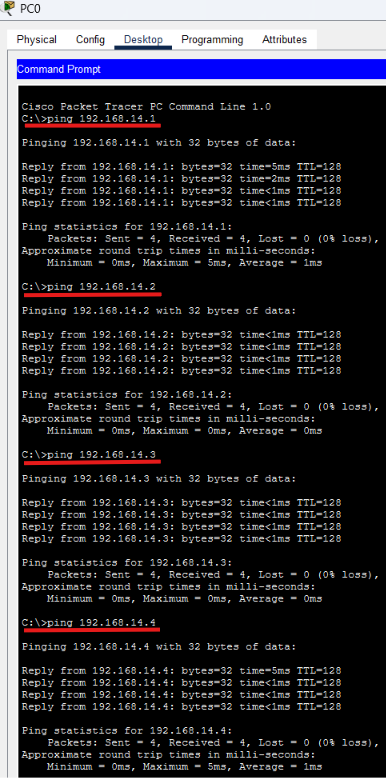 PC0
Physical Config Desktop Programming Attributes
Command Prompt
Cisco Packet Tracer PC Command Line 1.0
C:\>ping 192.168.14.1
Pinging 192.168.14.1 with 32 bytes of data:
Reply from 192.168.14.1: bytes=32 time=5ms TTL=128
Reply from 192.168.14.1: bytes=32 time=2ms TTL=128
Reply from 192.168.14.1: bytes=32 time<1ms TTL=128
Reply from 192.168.14.1: bytes=32 time<1ms TTL=128
Ping statistics for 192.168.14.1:
Packets: Sent = 4, Received = 4, Lost = 0 (0% loss),
Approximate round trip times in milli-seconds:
Minimum = 0ms, Maximum = 5ms, Average = 1ms
C:\>ping 192.168.14.2
Pinging 192.168.14.2 with 32 bytes of data:
Reply from 192.168.14.2: bytes=32 time<1ms TTL=128
Reply from 192.168.14.2: bytes=32 time<1ms TTL=128
Reply from 192.168.14.2: bytes=32 time<1ms TTL=128
Reply from 192.168.14.2: bytes=32 time<1ms TTL=128
Ping statistics for 192.168.14.2:
Packets: Sent = 4, Received = 4, Lost = 0 (0% loss),
Approximate round trip times in milli-seconds:
Minimum = 0ms, Maximum = 0ms, Average = 0ms
C:\>ping 192.168.14.3
Pinging 192.168.14.3 with 32 bytes of data:
Reply from 192.168.14.3: bytes=32 time<1ms TTL=128
Reply from 192.168.14.3: bytes=32 time<1ms TTL=128
Reply from 192.168.14.3: bytes=32 time<1ms TTL=128
Reply from 192.168.14.3: bytes=32 time<1ms TTL=128
Ping statistics for 192.168.14.3:
Packets: Sent = 4, Received = 4, Lost = 0 (0% loss),
Approximate round trip times in milli-seconds:
Minimum = 0ms, Maximum = 0ms, Average = 0ms
C:\>ping 192.168.14.4
Pinging 192.168.14.4 with 32 bytes of data:
Reply from 192.168.14.4: bytes=32 time=5ms TTL=128
Reply from 192.168.14.4: bytes=32 time<1ms TTL=128
Reply from 192.168.14.4: bytes=32 time<1ms TTL=128
Reply from 192.168.14.4: bytes=32 time<1ms TTL=128
Ping statistics for 192.168.14.4:
Packets: Sent = 4, Received = 4, Lost = 0 (0% loss),
Approximate round trip times in milli-seconds:
Minimum = 0ms, Maximum = 5ms, Average = 1ms